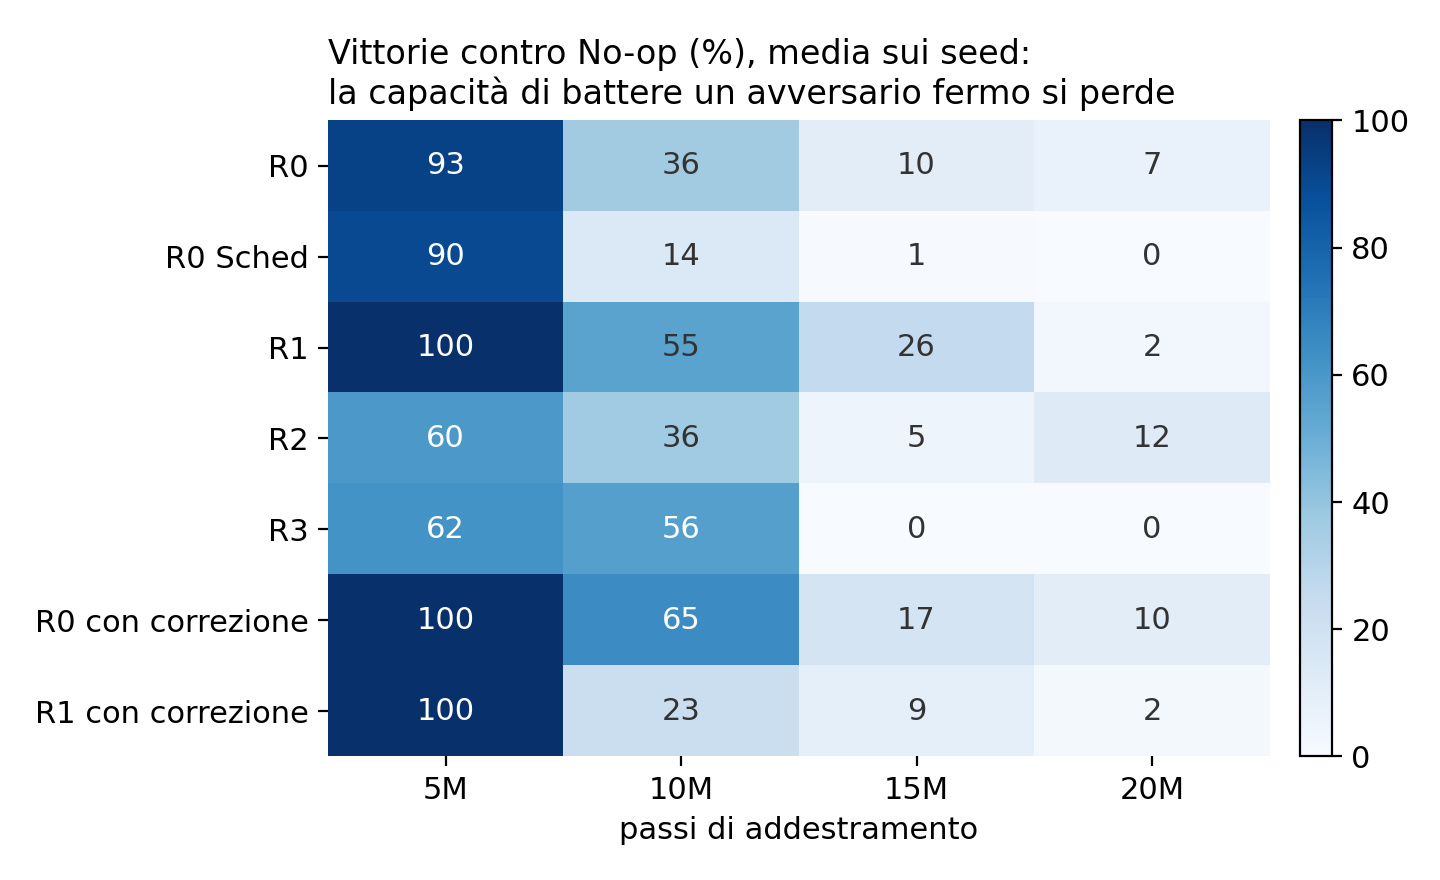 Vittorie contro No-op (%), media sui seed:
la capacità di battere un avversario fermo si perde
R0 93 36 10 7
R0 Sched 90 14 1 0
R1 100 55 26 2
R2 60 36 5 12
R3 62 56 0 0
R0 con correzione 100 65 17 10
R1 con correzione 100 23 9 2
5M 10M 15M 20M
passi di addestramento
100
80
60
40
20
0